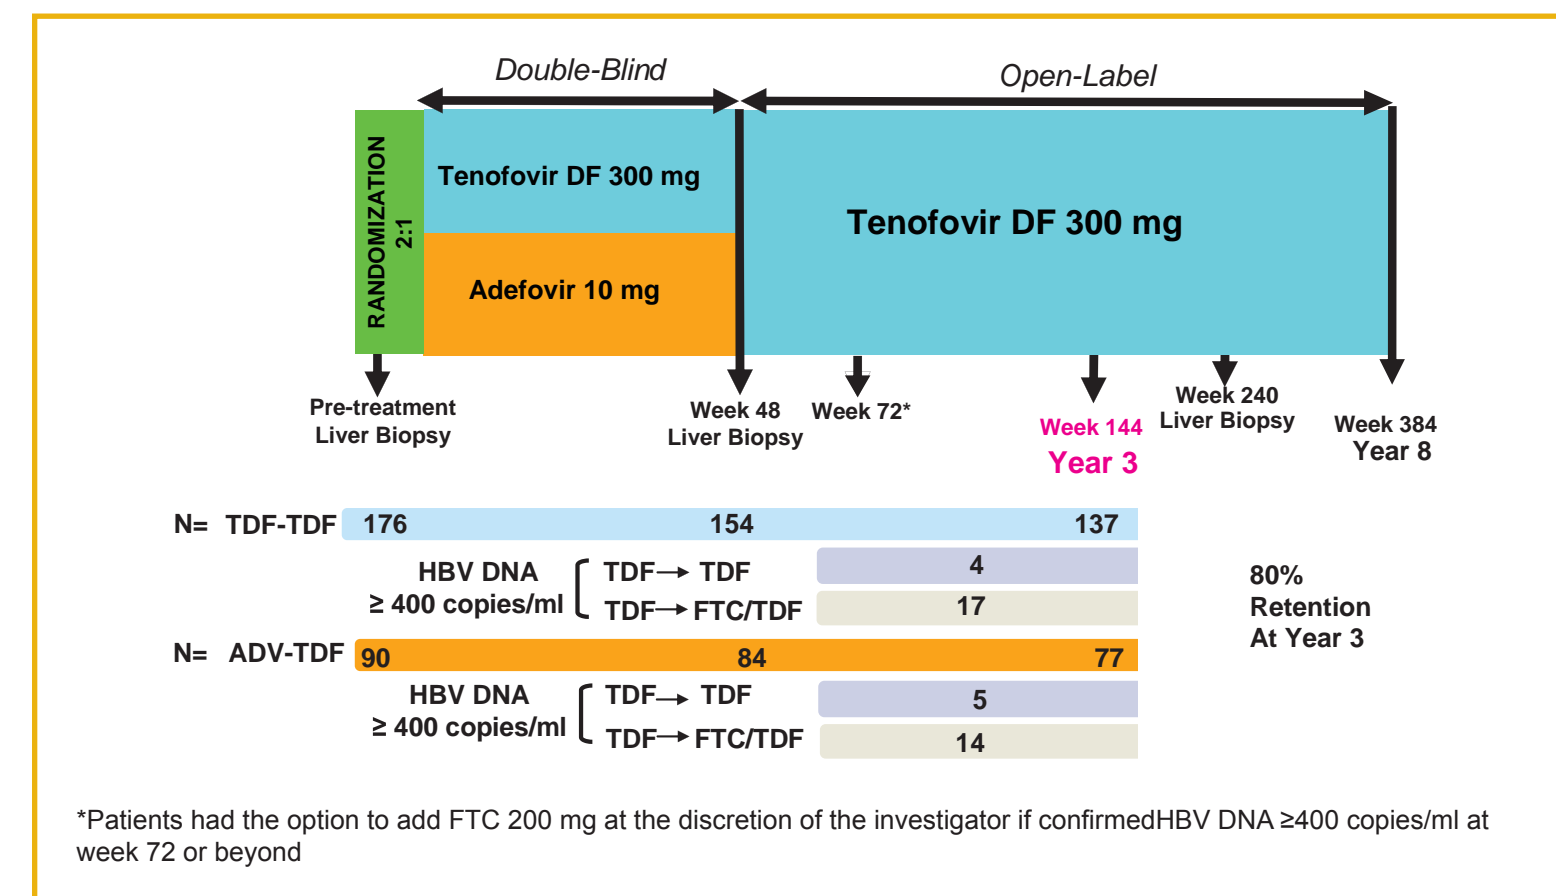 Double-Blind
Open-Label
RANDOMIZATION
2:1
Tenofovir DF 300 mg
Adefovir 10 mg
Tenofovir DF 300 mg
Pre-treatment
Liver Biopsy
Week 48
Liver Biopsy
Week 72*
Week 144
Year 3
Week 240
Liver Biopsy
Week 384
Year 8
N= TDF-TDF 176 154 137
HBV DNA
≥ 400 copies/ml
TDF→ TDF 4
TDF→ FTC/TDF 17
80%
Retention
At Year 3
N= ADV-TDF 90 84 77
HBV DNA
≥ 400 copies/ml
TDF→ TDF 5
TDF→ FTC/TDF 14
*Patients had the option to add FTC 200 mg at the discretion of the investigator if confirmedHBV DNA ≥400 copies/ml at
week 72 or beyond